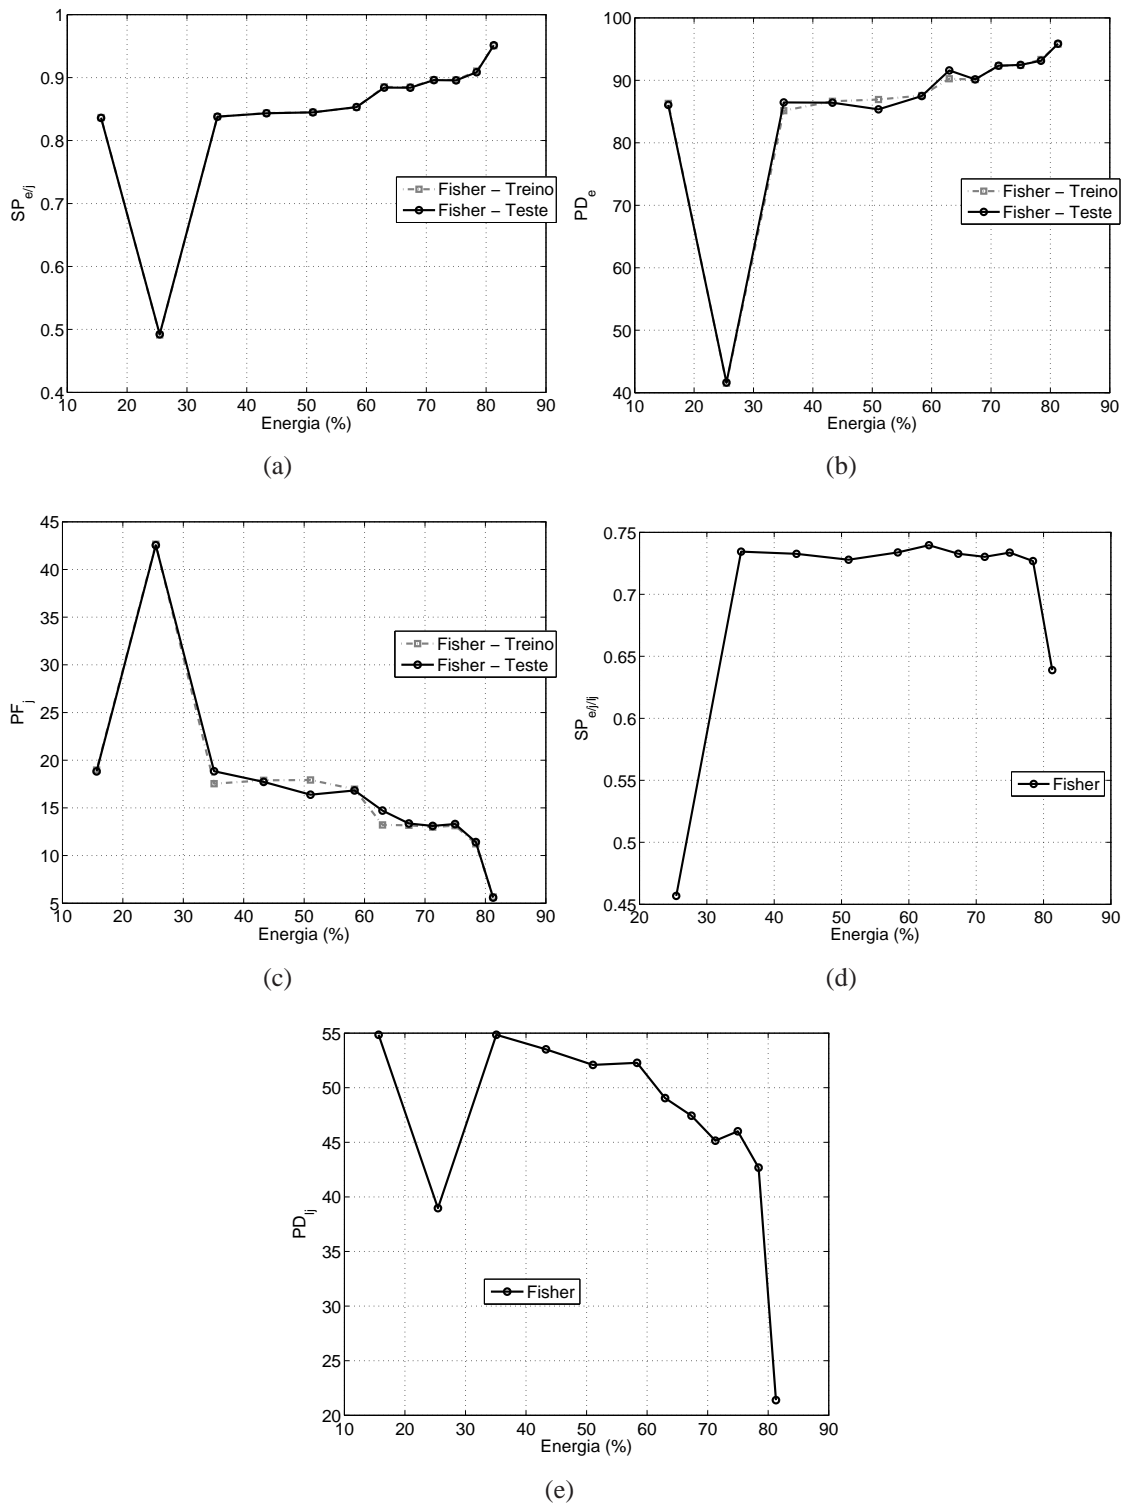 1
0.9
0.8
0.7
0.6
0.5
0.4
10 20 30 40 50 60 70 80 90
SP_e/j
Energia (%)
Fisher – Treino
Fisher – Teste
(a)
100
90
80
70
60
50
40
10 20 30 40 50 60 70 80 90
PD_e
Energia (%)
Fisher – Treino
Fisher – Teste
(b)
45
40
35
30
25
20
15
10
5
10 20 30 40 50 60 70 80 90
PF_j
Energia (%)
Fisher – Treino
Fisher – Teste
(c)
0.75
0.7
0.65
0.6
0.55
0.5
0.45
20 30 40 50 60 70 80 90
SP_e/j/lj
Energia (%)
Fisher
(d)
55
50
45
40
35
30
25
20
10 20 30 40 50 60 70 80 90
PD_lj
Energia (%)
Fisher
(e)